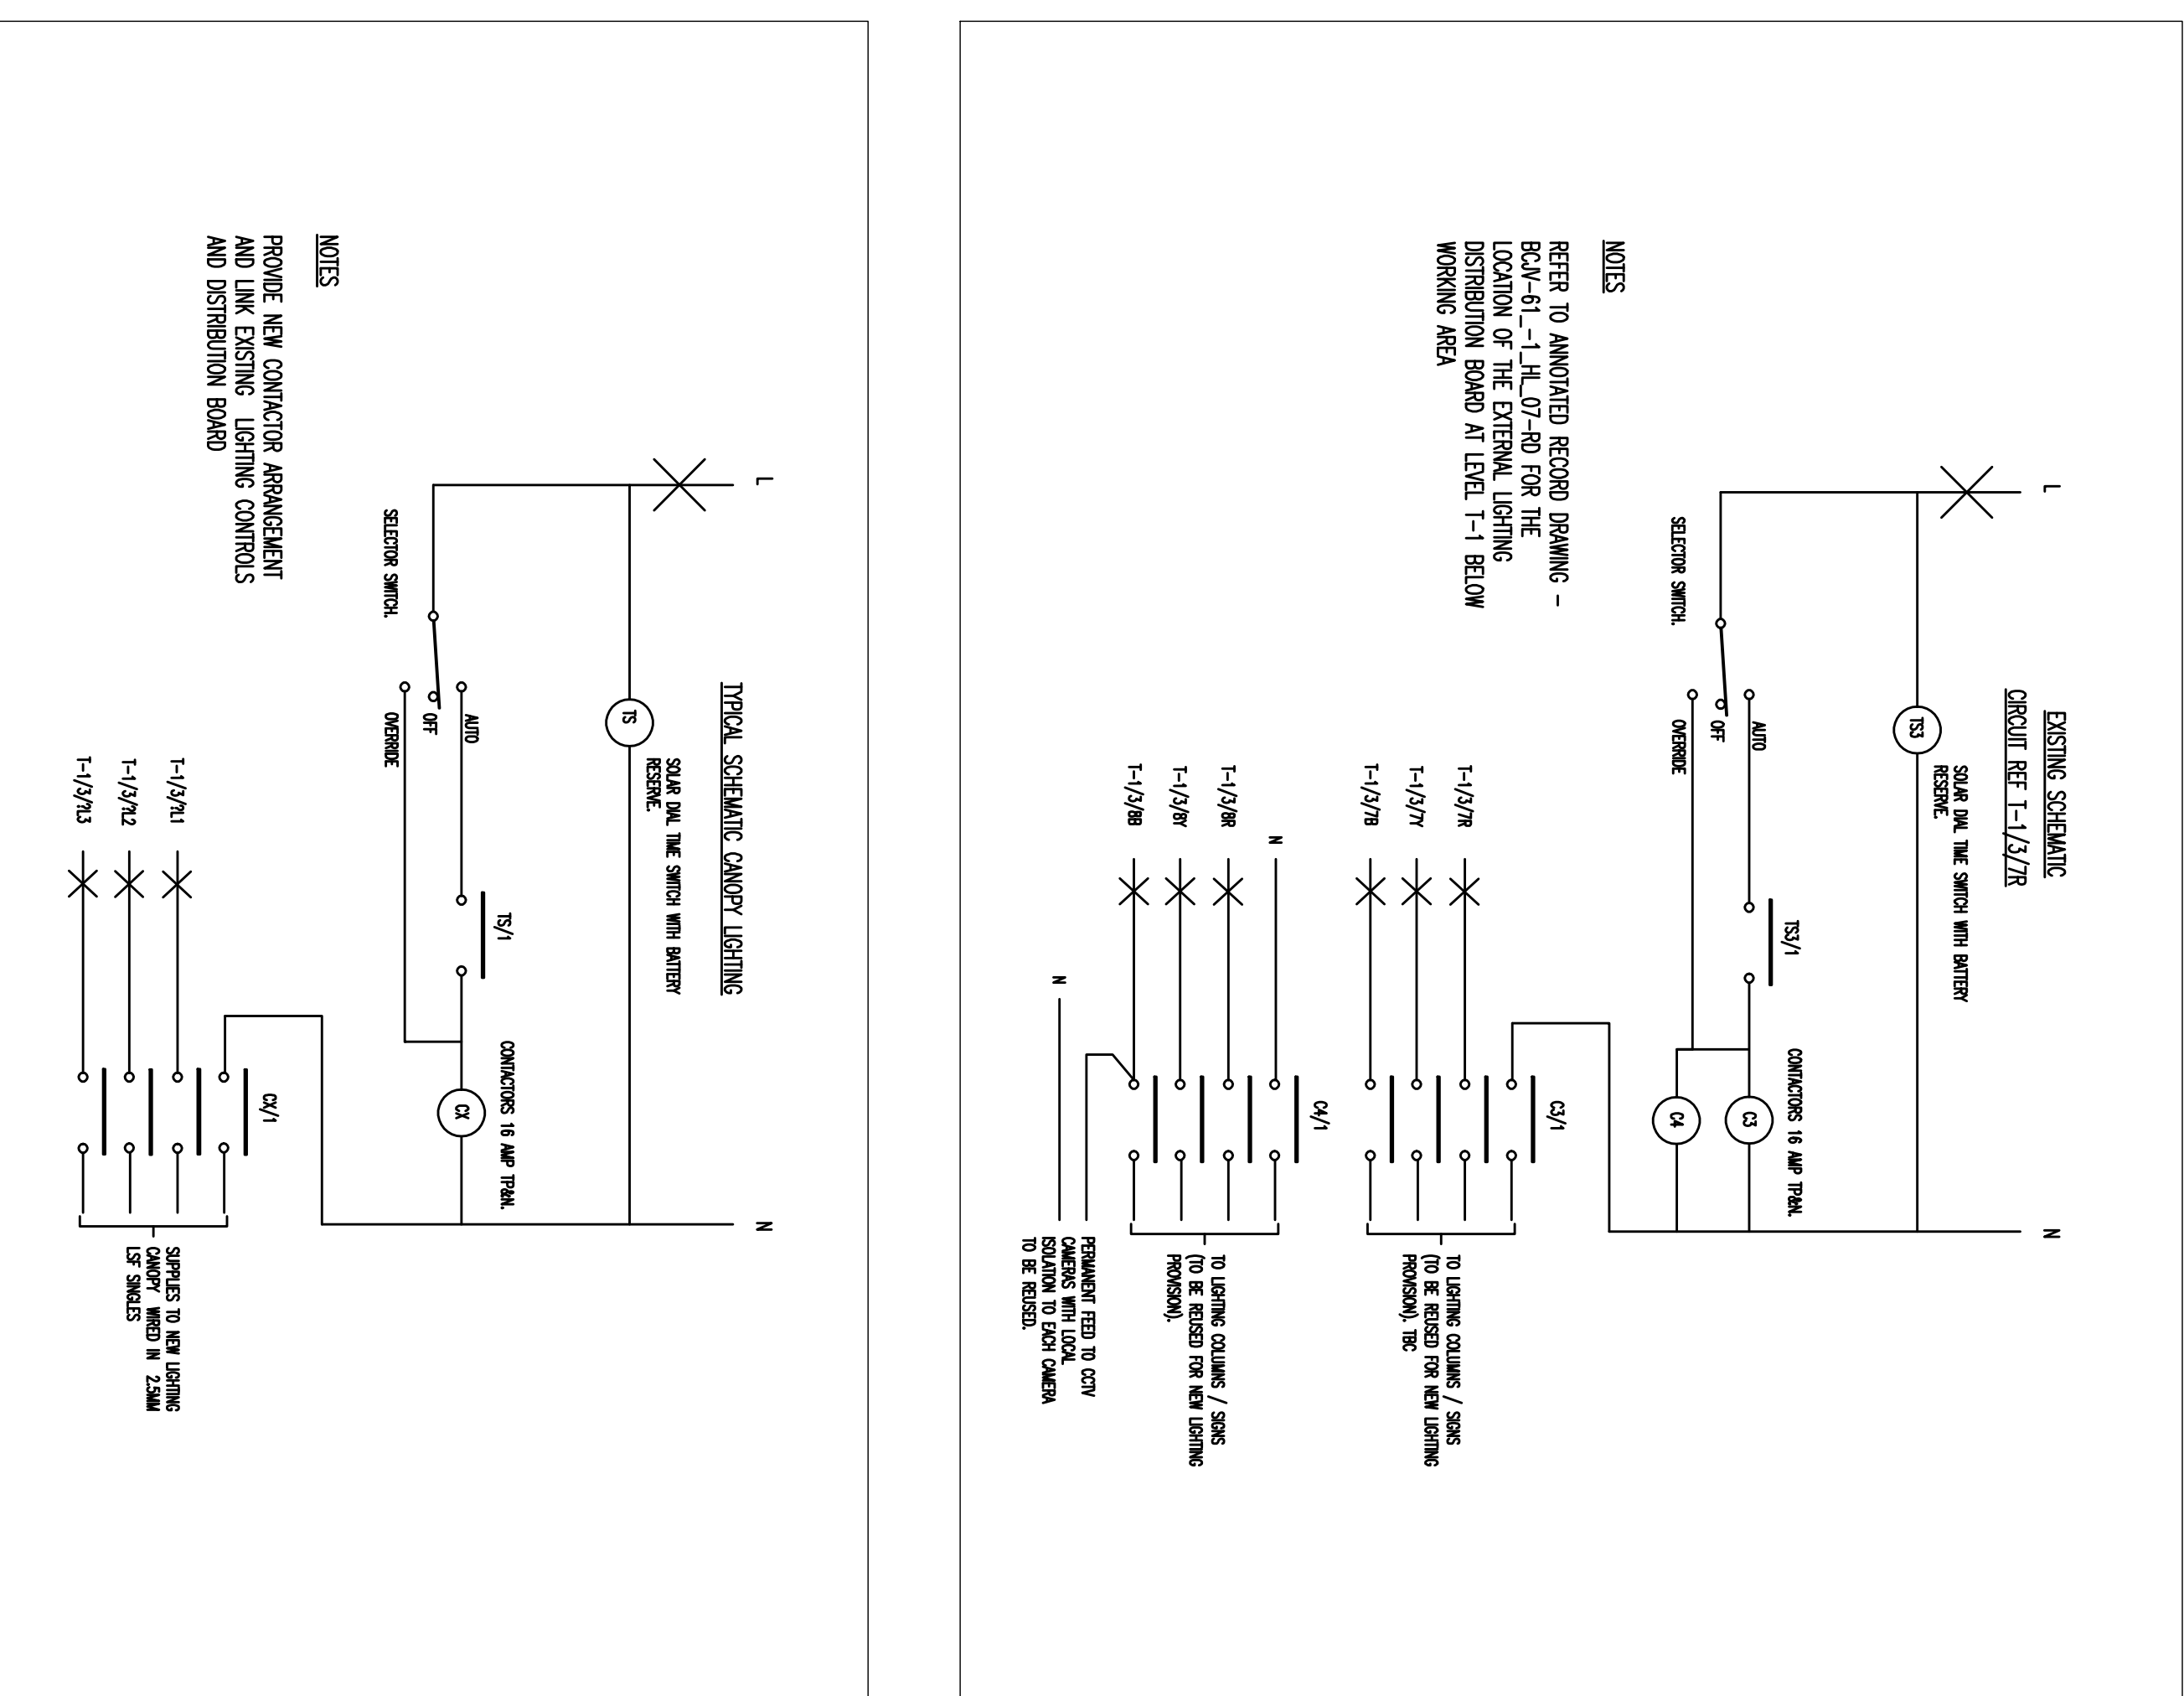 EXISTING SCHEMATIC
CIRCUIT REF T-1/3/7R
L
N
TS3
SOLAR DIAL TIME SWITCH WITH BATTERY
RESERVE.
TS3/1
CONTACTORS 16 AMP TP&N.
AUTO
OFF
OVERRIDE
SELECTOR SWITCH.
C3
C4
NOTES
REFER TO ANNOTATED RECORD DRAWING -
BCJV-61_-1_HL_07-RD FOR THE
LOCATION OF THE EXTERNAL LIGHTING
DISTRIBUTION BOARD AT LEVEL T-1 BELOW
WORKING AREA
C3/1
T-1/3/7R
T-1/3/7Y
T-1/3/7B
TO LIGHTING COLUMNS / SIGNS
(TO BE REUSED FOR NEW LIGHTING
PROVISION). TBC
C4/1
N
T-1/3/8R
T-1/3/8Y
T-1/3/8B
TO LIGHTING COLUMNS / SIGNS
(TO BE REUSED FOR NEW LIGHTING
PROVISION).
N
PERMANENT FEED TO CCTV
CAMERAS WITH LOCAL
ISOLATION TO EACH CAMERA
TO BE REUSED.
TYPICAL SCHEMATIC CANOPY LIGHTING
L
N
TS
SOLAR DIAL TIME SWITCH WITH BATTERY
RESERVE.
TS/1
CONTACTORS 16 AMP TP&N.
AUTO
OFF
OVERRIDE
SELECTOR SWITCH.
CX
NOTES
PROVIDE NEW CONTACTOR ARRANGEMENT
AND LINK EXISTING LIGHTING CONTROLS
AND DISTRIBUTION BOARD
CX/1
T-1/3/?L1
T-1/3/?L2
T-1/3/?L3
SUPPLIES TO NEW LIGHTING
CANOPY WIRED IN 2.5MM
LSF SINGLES